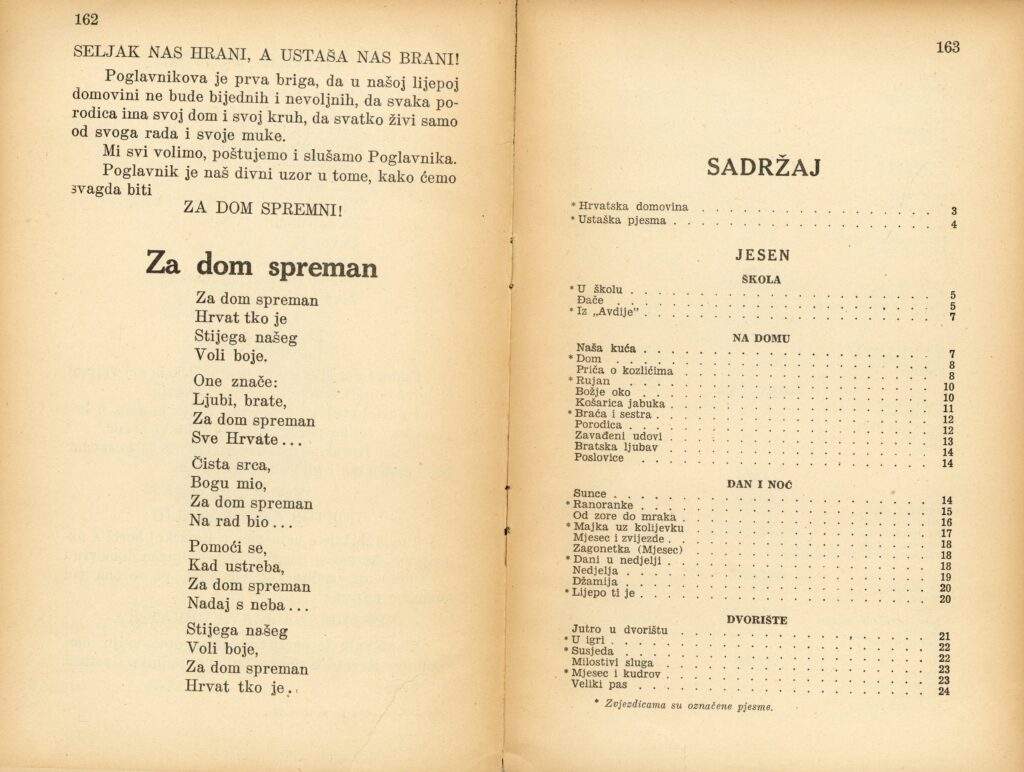 162
SELJAK NAS HRANI, A USTAŠA NAS BRANI!
Poglavnikova je prva briga, da u našoj lijepoj
domovini ne bude bijednih i nevoljnih, da svaka po-
rodica ima svoj dom i svoj kruh, da svatko živi samo
od svoga rada i svoje muke.
Mi svi volimo, poštujemo i slušamo Poglavnika.
Poglavnik je naš divni uzor u tome, kako ćemo
svagda biti
ZA DOM SPREMNI!
Za dom spreman
Za dom spreman
Hrvat tko je
Stijega našeg
Voli boje.
One znače:
Ljubi, brate,
Za dom spreman
Sve Hrvate...
Čista srca,
Bogu mio,
Za dom spreman
Na rad bio...
Pomoći se,
Kad ustreba,
Za dom spreman
Nadaj s neba...
Stijega našeg
Voli boje,
Za dom spreman
Hrvat tko je..
163
SADRŽAJ
* Hrvatska domovina . . . 3
* Ustaška pjesma . . . 4
JESEN
ŠKOLA
* U školu . . . 5
Đače . . . 5
* Iz „Avdije" . . . 7
NA DOMU
Naša kuća . . . 7
* Dom . . . 8
Priča o kozlićima . . . 8
* Rujan . . . 10
Božje oko . . . 10
Košarica jabuka . . . 11
* Braća i sestra . . . 12
Porodica . . . 12
Zavađeni udovi . . . 13
Bratska ljubav . . . 14
Poslovice . . . 14
DAN I NOĆ
Sunce . . . 14
* Ranoranke . . . 15
Od zore do mraka . . . 16
* Majka uz kolijevku . . . 17
Mjesec i zvijezde . . . 18
Zagonetka (Mjesec) . . . 18
* Dani u nedjelji . . . 18
Nedjelja . . . 19
Džamija . . . 20
* Lijepo ti je . . . 20
DVORIŠTE
Jutro u dvorištu . . . 21
* U igri . . . 22
* Susjeda . . . 22
Milostivi sluga . . . 23
* Mjesec i kudrov . . . 23
Veliki pas . . . 24
* Zvjezdicama su označene pjesme.